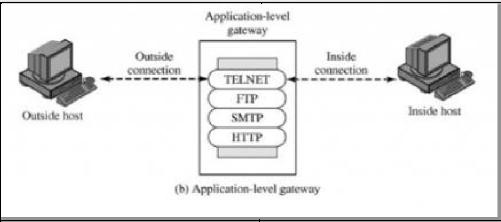 Application-level
gateway
Outside
connection
Inside
connection
TELNET
FTP
SMTP
HTTP
Outside host
Inside host
(b) Application-level gateway